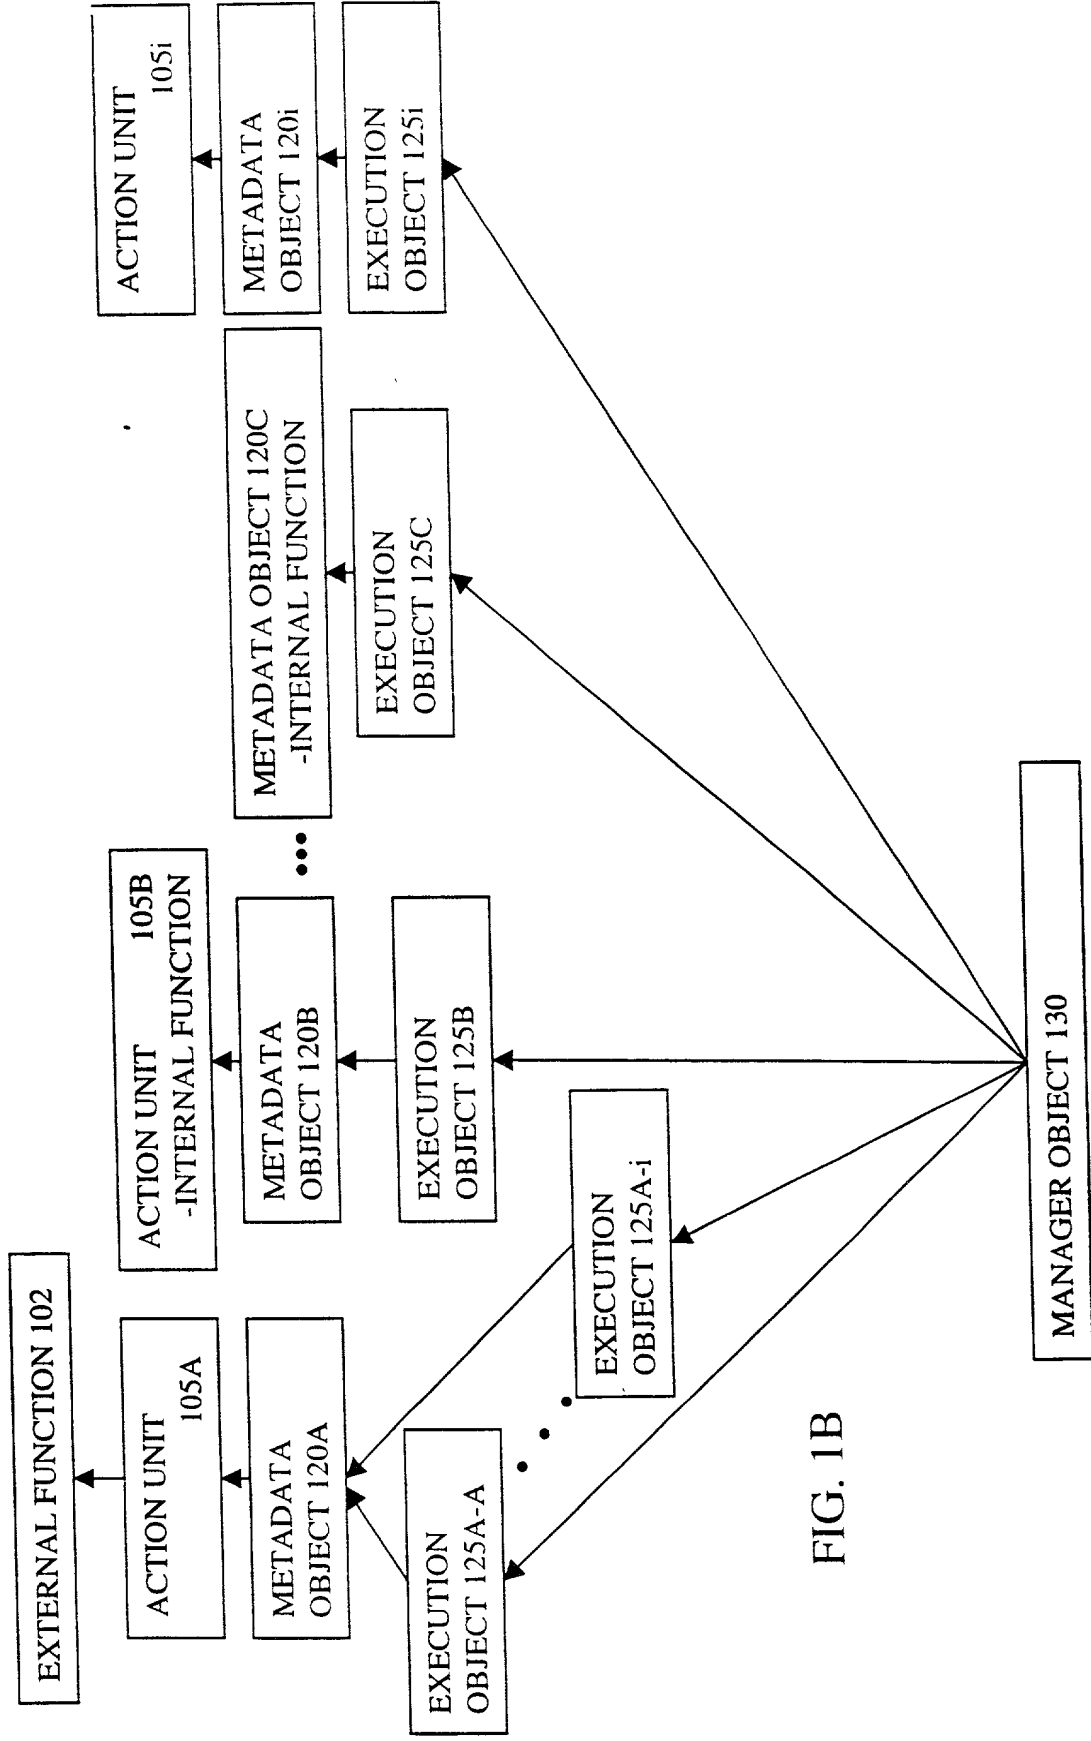 EXTERNAL FUNCTION 102
ACTION UNIT
105A
METADATA
OBJECT 120A
EXECUTION
OBJECT 125A-A
EXECUTION
OBJECT 125A-i
ACTION UNIT 105B
-INTERNAL FUNCTION
METADATA
OBJECT 120B
EXECUTION
OBJECT 125B
METADATA OBJECT 120C
-INTERNAL FUNCTION
EXECUTION
OBJECT 125C
ACTION UNIT
105i
METADATA
OBJECT 120i
EXECUTION
OBJECT 125i
MANAGER OBJECT 130
FIG. 1B